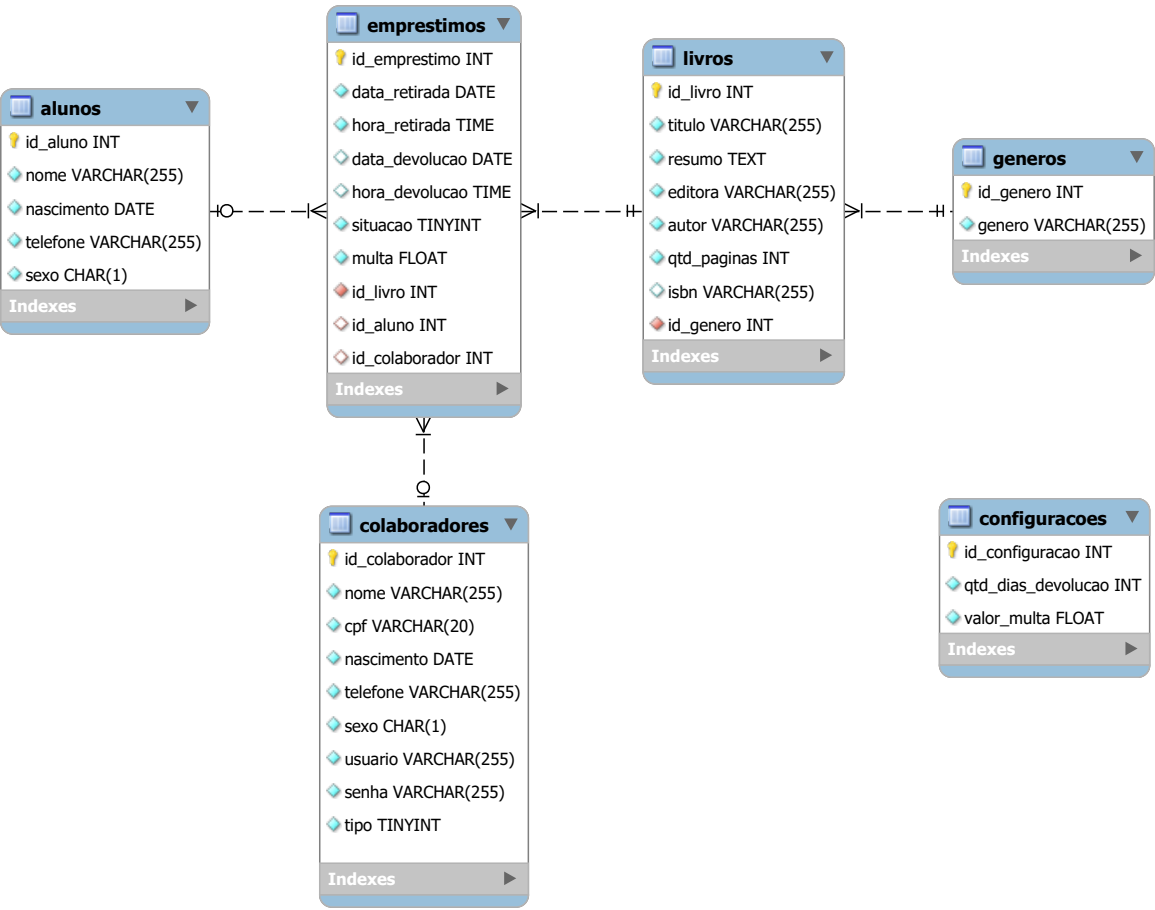 alunos
id_aluno INT
nome VARCHAR(255)
nascimento DATE
telefone VARCHAR(255)
sexo CHAR(1)
Indexes
emprestimos
id_emprestimo INT
data_retirada DATE
hora_retirada TIME
data_devolucao DATE
hora_devolucao TIME
situacao TINYINT
multa FLOAT
id_livro INT
id_aluno INT
id_colaborador INT
Indexes
livros
id_livro INT
titulo VARCHAR(255)
resumo TEXT
editora VARCHAR(255)
autor VARCHAR(255)
qtd_paginas INT
isbn VARCHAR(255)
id_genero INT
Indexes
generos
id_genero INT
genero VARCHAR(255)
Indexes
colaboradores
id_colaborador INT
nome VARCHAR(255)
cpf VARCHAR(20)
nascimento DATE
telefone VARCHAR(255)
sexo CHAR(1)
usuario VARCHAR(255)
senha VARCHAR(255)
tipo TINYINT
Indexes
configuracoes
id_configuracao INT
qtd_dias_devolucao INT
valor_multa FLOAT
Indexes